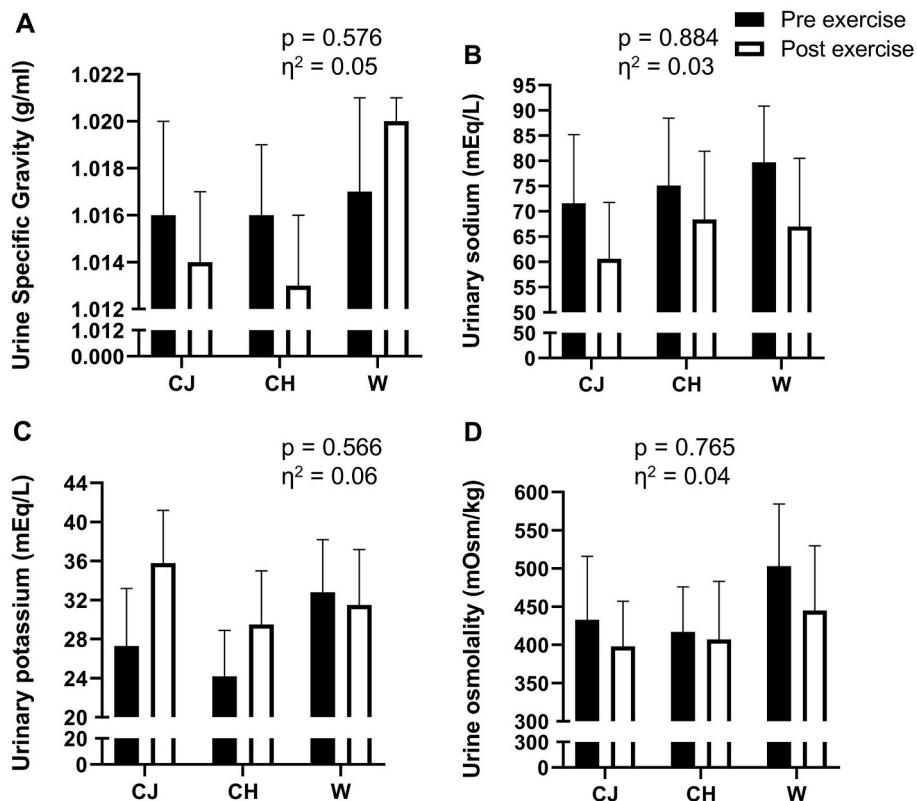 A
p = 0.576
η² = 0.05
Urine Specific Gravity (g/ml)
1.022
1.020
1.018
1.016
1.014
1.012
1.012
0.000
CJ
CH
W
B
p = 0.884
η² = 0.03
Pre exercise
Post exercise
Urinary sodium (mEq/L)
95
90
85
80
75
70
65
60
55
50
50
0
CJ
CH
W
C
p = 0.566
η² = 0.06
Urinary potassium (mEq/L)
44
40
36
32
28
24
20
20
0
CJ
CH
W
D
p = 0.765
η² = 0.04
Urine osmolality (mOsm/kg)
600
550
500
450
400
350
300
300
0
CJ
CH
W